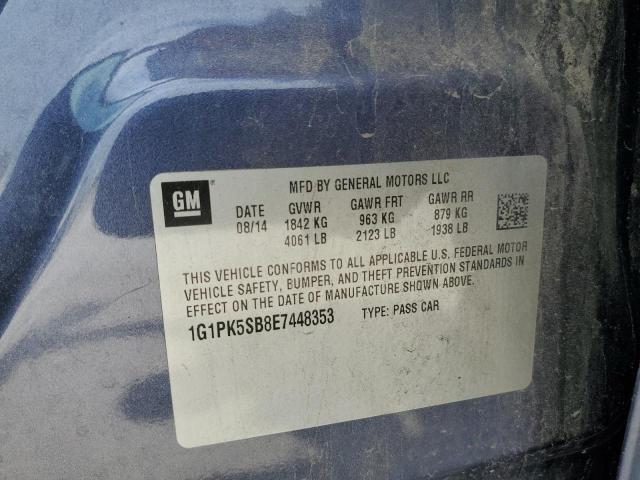 GM
MFD BY GENERAL MOTORS LLC
DATE GVWR GAWR FRT GAWR RR
08/14 1842 KG 963 KG 879 KG
4061 LB 2123 LB 1938 LB
THIS VEHICLE CONFORMS TO ALL APPLICABLE U.S. FEDERAL MOTOR
VEHICLE SAFETY, BUMPER, AND THEFT PREVENTION STANDARDS IN
EFFECT ON THE DATE OF MANUFACTURE SHOWN ABOVE.
1G1PK5SB8E7448353 TYPE: PASS CAR